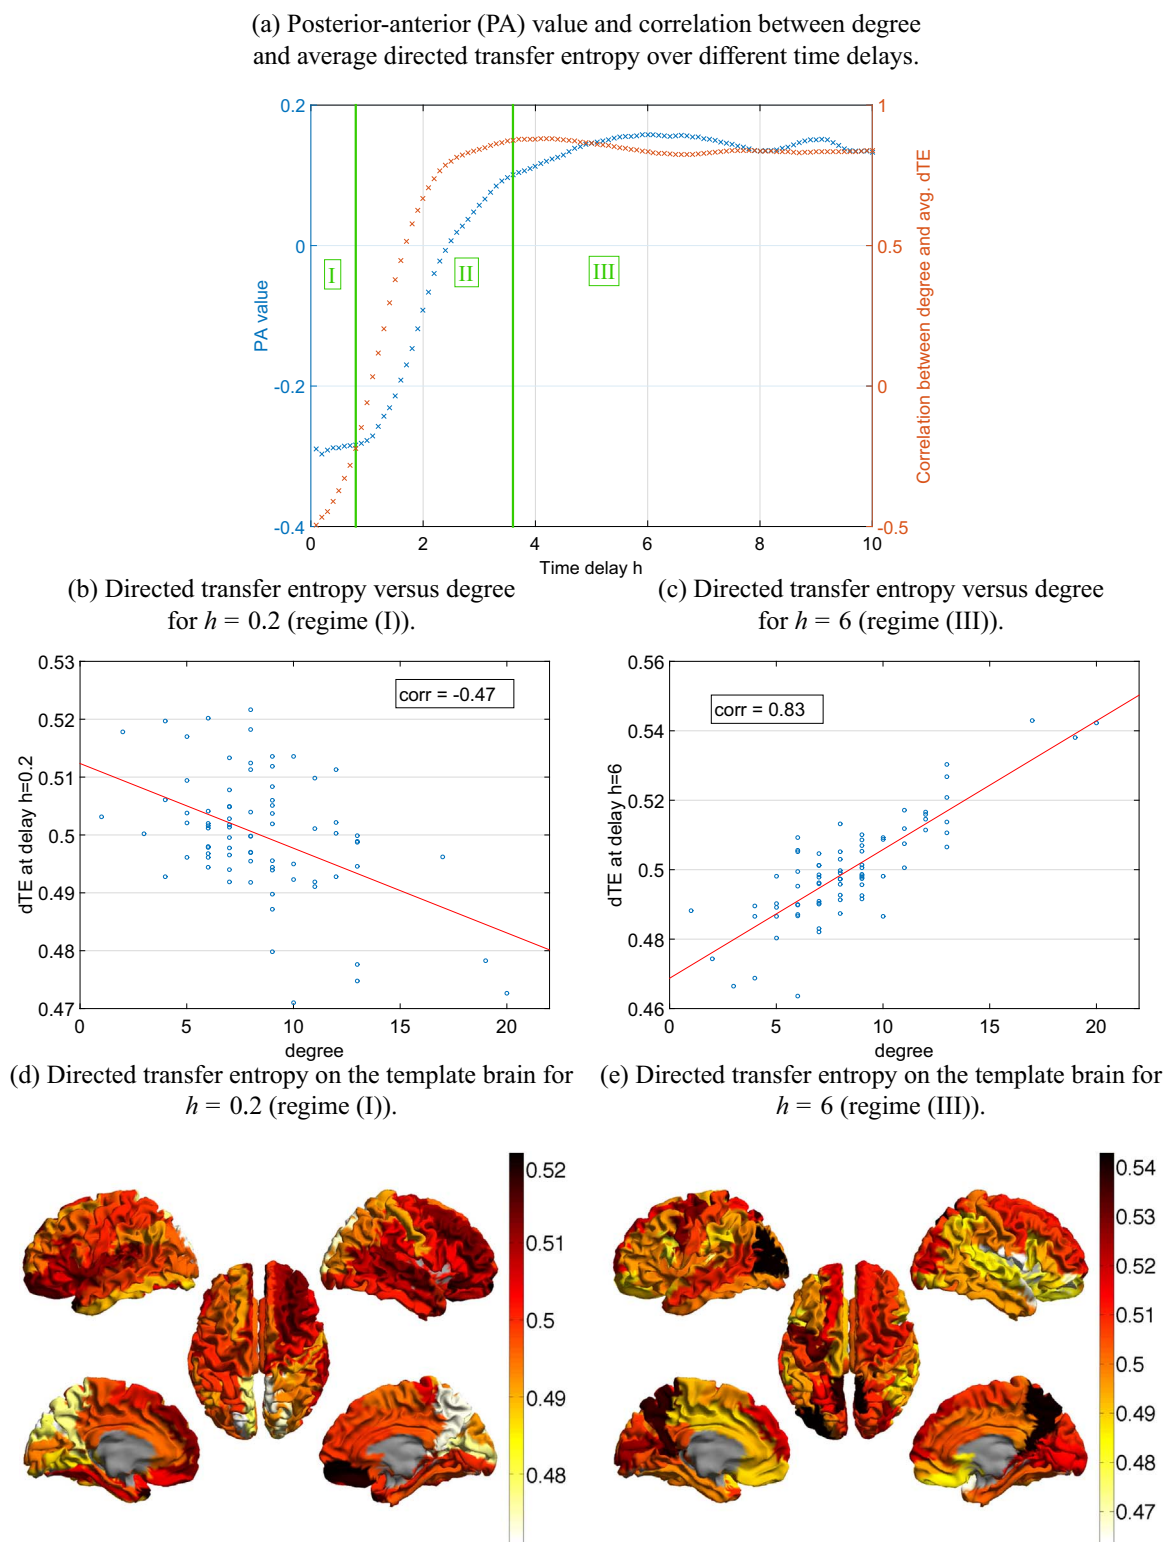 (a) Posterior-anterior (PA) value and correlation between degree
and average directed transfer entropy over different time delays.
0.2
0
-0.2
-0.4
PA value
1
0.5
0
-0.5
Correlation between degree and avg. dTE
I
II
III
0 2 4 6 8 10
Time delay h
(b) Directed transfer entropy versus degree
for h = 0.2 (regime (I)).
(c) Directed transfer entropy versus degree
for h = 6 (regime (III)).
0.53
0.52
0.51
0.5
0.49
0.48
0.47
dTE at delay h=0.2
corr = -0.47
0 5 10 15 20
degree
0.56
0.54
0.52
0.5
0.48
0.46
dTE at delay h=6
corr = 0.83
0 5 10 15 20
degree
(d) Directed transfer entropy on the template brain for
h = 0.2 (regime (I)).
(e) Directed transfer entropy on the template brain for
h = 6 (regime (III)).
0.52
0.51
0.5
0.49
0.48
0.54
0.53
0.52
0.51
0.5
0.49
0.48
0.47